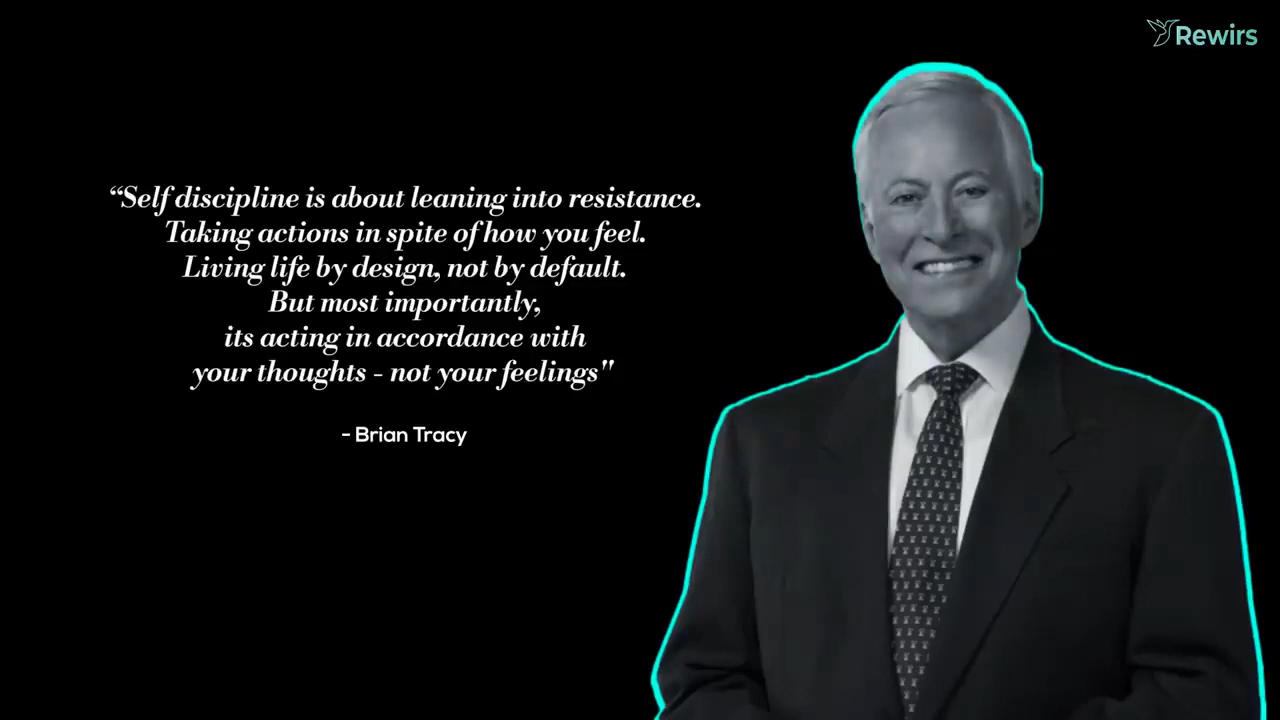 Rewirs
“Self discipline is about leaning into resistance.
Taking actions in spite of how you feel.
Living life by design, not by default.
But most importantly,
its acting in accordance with
your thoughts - not your feelings"
- Brian Tracy